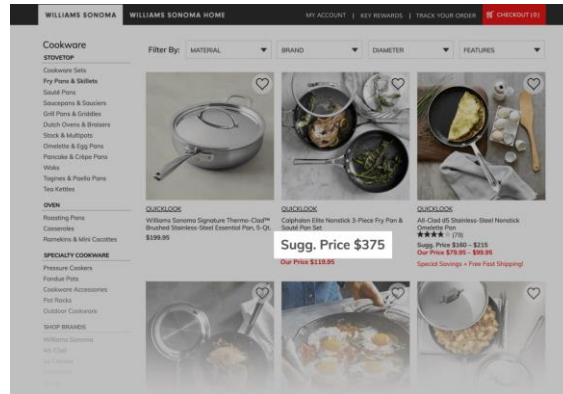 WILLIAMS SONOMA WILLIAMS SONOMA HOME MY ACCOUNT | KEY REWARDS | TRACK YOUR ORDER CHECKOUT (0)
Cookware
STOVETOP
Cookware Sets
Fry Pans & Skillets
Sauté Pans
Saucepans & Sauciers
Grill Pans & Griddles
Dutch Ovens & Braisers
Stock & Multipots
Omelette & Egg Pans
Pancake & Crêpe Pans
Woks
Tagines & Paella Pans
Tea Kettles
OVEN
Roasting Pans
Casseroles
Ramekins & Mini Cocottes
SPECIALTY COOKWARE
Pressure Cookers
Fondue Pots
Cookware Accessories
Pot Racks
Outdoor Cookware
SHOP BRANDS
Williams Sonoma
All-Clad
Le Creuset
Filter By: MATERIAL BRAND DIAMETER FEATURES
QUICKLOOK
Williams Sonoma Signature Thermo-Clad™
Brushed Stainless-Steel Essential Pan, 5-Qt.
$199.95
QUICKLOOK
Calphalon Elite Nonstick 3-Piece Fry Pan &
Sauté Pan Set
Sugg. Price $375
Our Price $119.95
QUICKLOOK
All-Clad d5 Stainless-Steel Nonstick
Omelette Pan
(79)
Sugg. Price $160 – $215
Our Price $79.95 – $99.95
Special Savings + Free Fast Shipping!